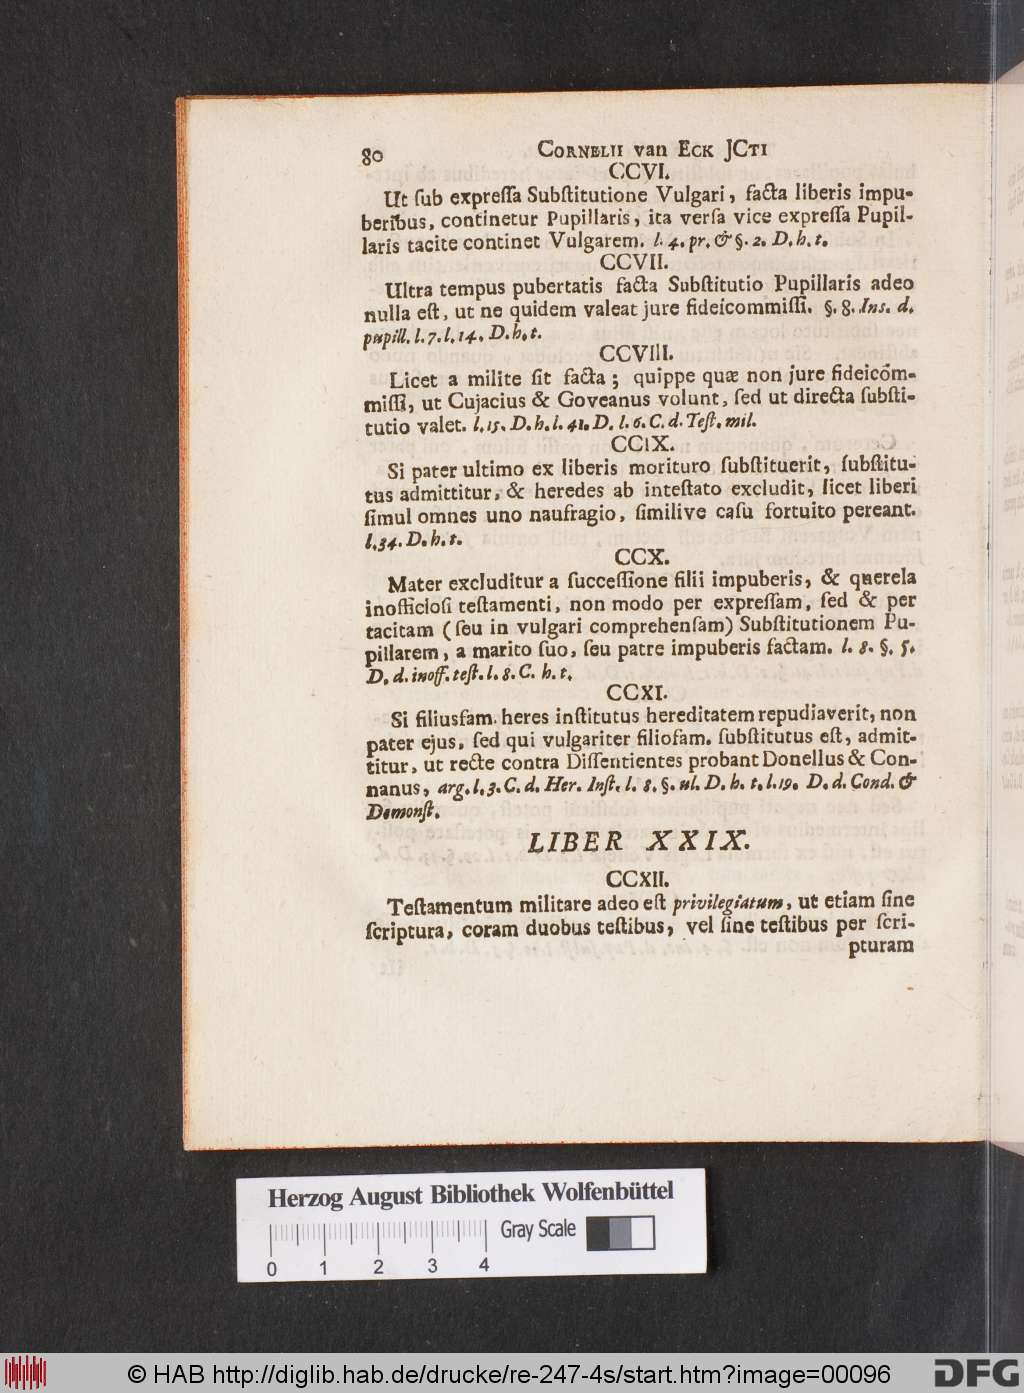 80 CORNELII van ECK JCTI
CCVI.
Ut ſub expreſſa Subſtitutione Vulgari, facta liberis impu-
beribus, continetur Pupillaris, ita verſa vice expreſſa Pupil-
laris tacite continet Vulgarem. l. 4. pr. & §. 2. D. h. t.
CCVII.
Ultra tempus pubertatis facta Subſtitutio Pupillaris adeo
nulla eſt, ut ne quidem valeat jure fideicommiſſi. §. 8. Ins. d.
pupill. l. 7. l. 14. D. h. t.
CCVIII.
Licet a milite ſit facta; quippe quæ non jure fideicom-
miſſi, ut Cujacius & Goveanus volunt, ſed ut directa ſubſti-
tutio valet. l. 15. D. h. l. 41. D. l. 6. C. d. Teſt. mil.
CCIX.
Si pater ultimo ex liberis morituro ſubſtituerit, ſubſtitu-
tus admittitur, & heredes ab inteſtato excludit, licet liberi
ſimul omnes uno naufragio, ſimilive caſu fortuito pereant.
l. 34. D. h. t.
CCX.
Mater excluditur a ſucceſſione filii impuberis, & querela
inofficioſi teſtamenti, non modo per expreſſam, ſed & per
tacitam (ſeu in vulgari comprehenſam) Subſtitutionem Pu-
pillarem, a marito ſuo, ſeu patre impuberis factam. l. 8. §. 5.
D. d. inoff. teſt. l. 8. C. h. t.
CCXI.
Si filiusfam. heres inſtitutus hereditatem repudiaverit, non
pater ejus, ſed qui vulgariter filiofam. ſubſtitutus eſt, admit-
titur, ut recte contra Diſſentientes probant Donellus & Con-
nanus, arg. l. 3. C. d. Her. Inſt. l. 8. §. ul. D. h. t. l. 19. D. d. Cond. &
Demonſt.
LIBER XXIX.
CCXII.
Teſtamentum militare adeo eſt privilegiatum, ut etiam ſine
ſcriptura, coram duobus teſtibus, vel ſine teſtibus per ſcri-
pturam
Herzog August Bibliothek Wolfenbüttel
Gray Scale
0 1 2 3 4
© HAB http://diglib.hab.de/drucke/re-247-4s/start.htm?image=00096
DFG